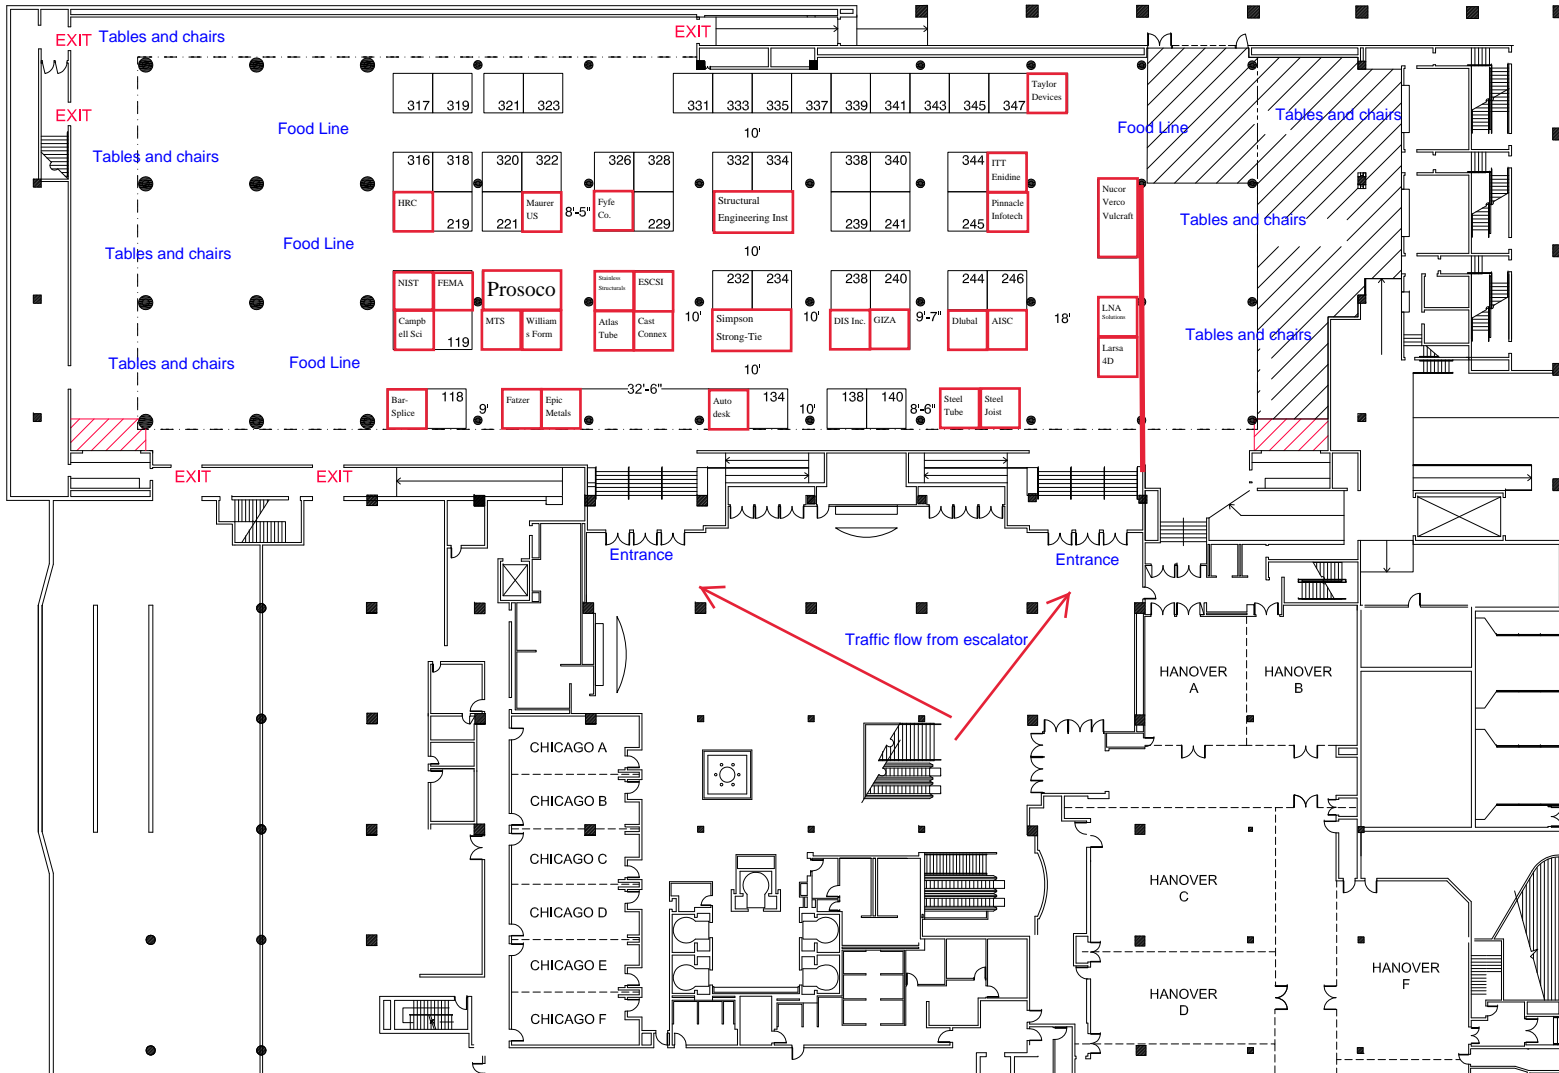 EXIT
Tables and chairs
EXIT
EXIT
317
319
321
323
331
333
335
337
339
341
343
345
347
Taylor
Devices
Food Line
10'
Food Line
Tables and chairs
Tables and chairs
316
318
320
322
326
328
332
334
338
340
344
ITT
Enidine
HRC
219
221
Maurer
US
8'-5"
Fyfe
Co.
229
Structural
Engineering Inst
239
241
245
Pinnacle
Infotech
Nucor
Verco
Vulcraft
Tables and chairs
Tables and chairs
Food Line
10'
NIST
FEMA
Prosoco
Stainless
Structurals
ESCSI
232
234
238
240
244
246
Campb
ell Sci
119
MTS
William
s Form
Atlas
Tube
Cast
Connex
10'
Simpson
Strong-Tie
10'
DIS Inc.
GIZA
9'-7"
Dlubal
AISC
18'
LNA
Solutions
Larsa
4D
Tables and chairs
Tables and chairs
Food Line
10'
Bar-
Splice
118
9'
Fatzer
Epic
Metals
32'-6"
Auto
desk
134
10'
138
140
8'-6"
Steel
Tube
Steel
Joist
EXIT
EXIT
Entrance
Entrance
Traffic flow from escalator
HANOVER
A
HANOVER
B
CHICAGO A
CHICAGO B
CHICAGO C
CHICAGO D
CHICAGO E
CHICAGO F
HANOVER
C
HANOVER
D
HANOVER
F